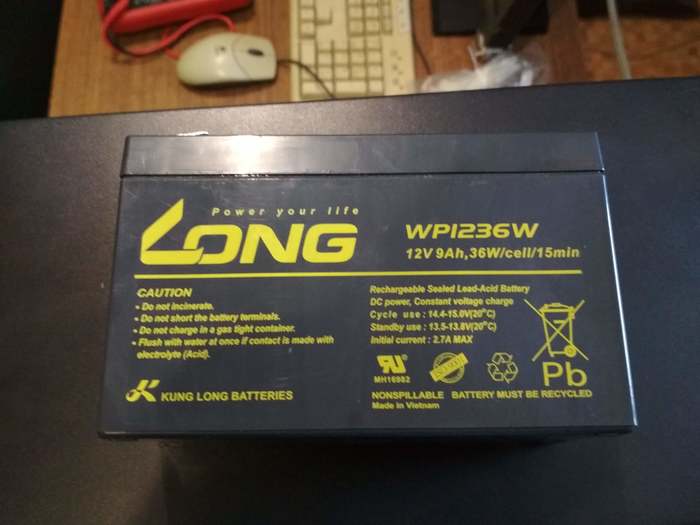 Power your life
LONG
WP1236W
12V 9Ah,36W/cell/15min
CAUTION
• Do not incinerate.
• Do not short the battery terminals.
• Do not charge in a gas tight container.
• Flush with water at once if contact is made with
electrolyte (Acid).
KUNG LONG BATTERIES
Rechargeable Sealed Lead-Acid Battery
DC power, Constant voltage charge
Cycle use : 14.4-15.0V(20°C)
Standby use : 13.5-13.8V(20°C)
Initial current : 2.7A MAX
MH16982
Pb
NONSPILLABLE BATTERY MUST BE RECYCLED
Made in Vietnam